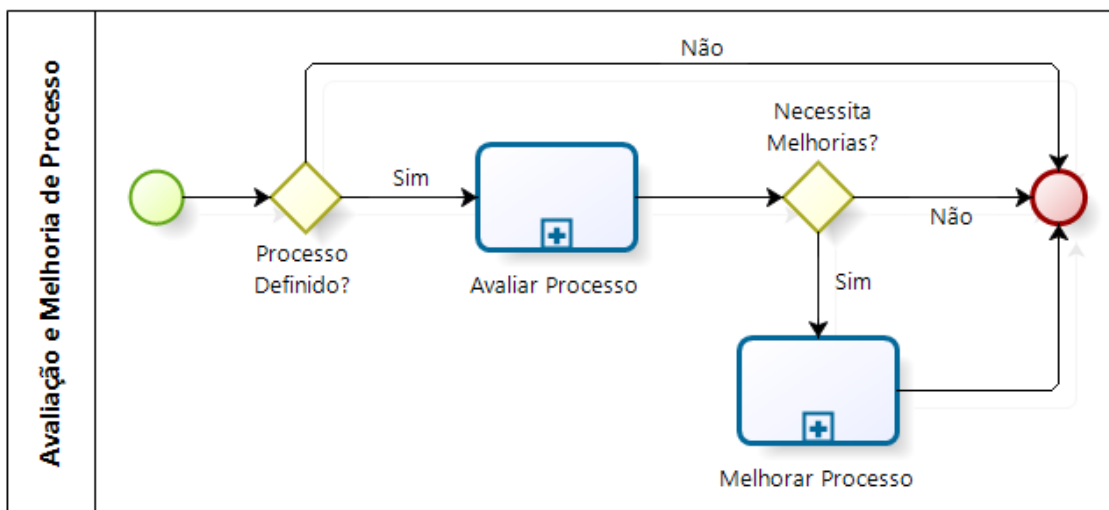 Avaliação e Melhoria de Processo
Não
Necessita
Melhorias?
Sim
Não
Processo
Definido?
Avaliar Processo
Sim
Melhorar Processo